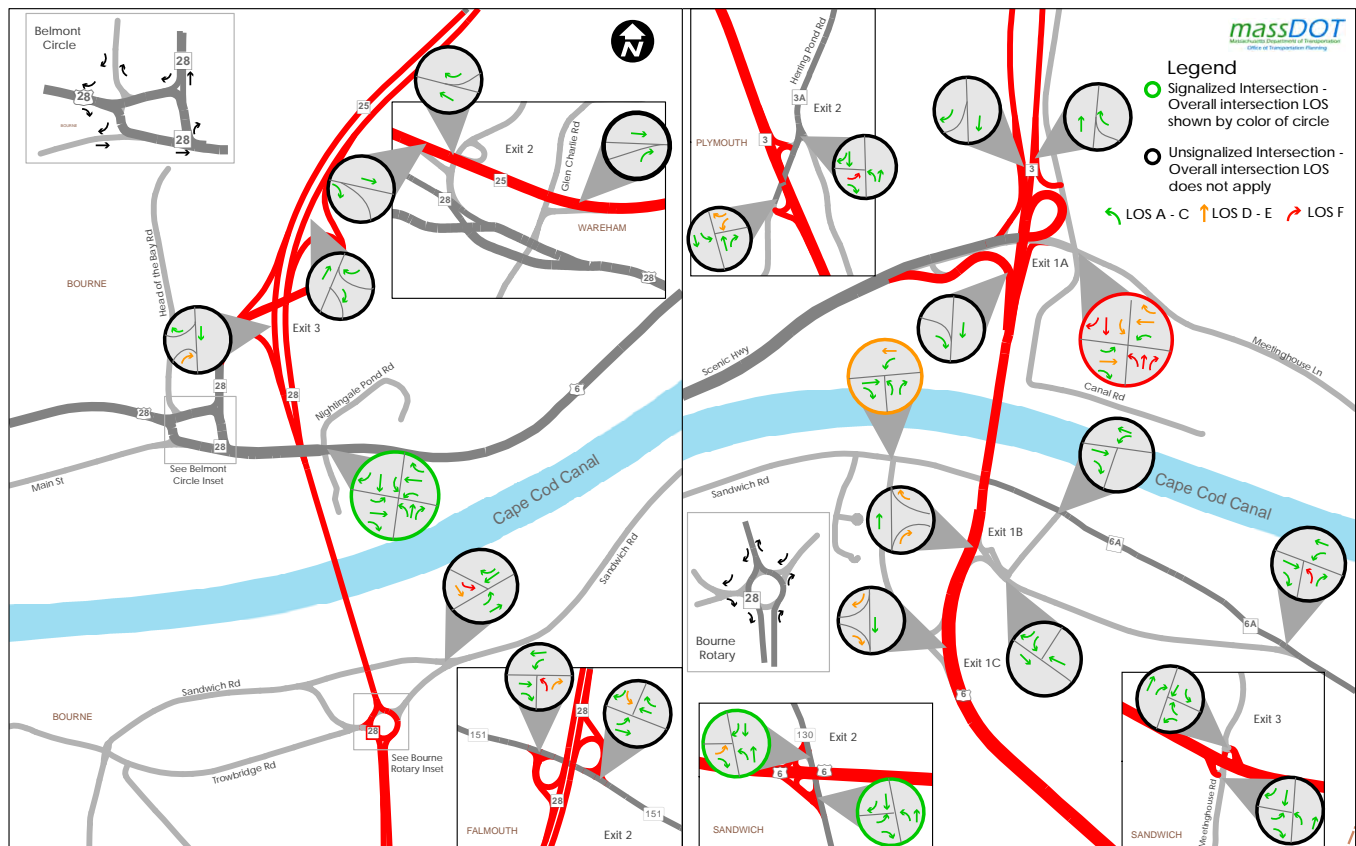 Belmont
Circle
28
28
28
BOURNE
N
25
Exit 2
Glen Charlie Rd
25
28
WAREHAM
28
BOURNE
Head of the Bay Rd
Exit 3
28
28
28
28
Nightingale Pond Rd
6
See Belmont
Circle Inset
Main St
Cape Cod Canal
Sandwich Rd
Sandwich Rd
BOURNE
28
See Bourne
Rotary Inset
Trowbridge Rd
28
151
28
151
FALMOUTH
Exit 2
Herring Pond Rd
3A
Exit 2
3
PLYMOUTH
massDOT
Massachusetts Department of Transportation
Office of Transportation Planning
Legend
Signalized Intersection -
Overall intersection LOS
shown by color of circle
Unsignalized Intersection -
Overall intersection LOS
does not apply
LOS A - C
LOS D - E
LOS F
3
Exit 1A
Scenic Hwy
Meetinghouse Ln
Canal Rd
Sandwich Rd
Cape Cod Canal
Exit 1B
6A
6A
28
Bourne
Rotary
Exit 1C
6
130
Exit 2
6
6
SANDWICH
Exit 3
Meetinghouse Rd
SANDWICH